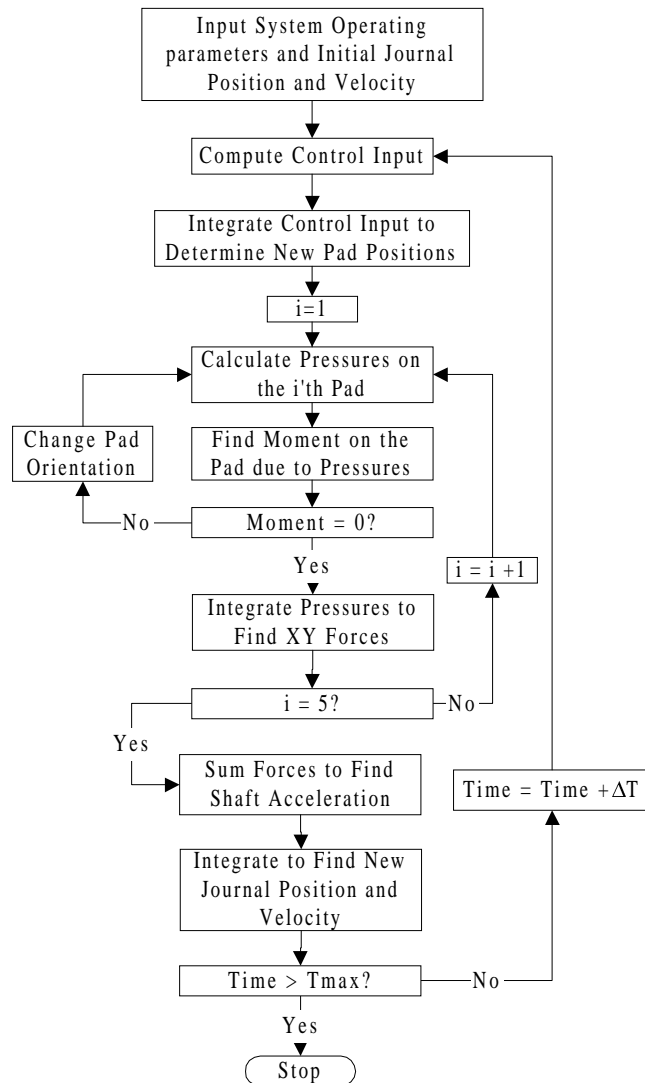 Input System Operating
parameters and Initial Journal
Position and Velocity
Compute Control Input
Integrate Control Input to
Determine New Pad Positions
i=1
Calculate Pressures on
the i'th Pad
Change Pad
Orientation
Find Moment on the
Pad due to Pressures
No
Moment = 0?
Yes
i = i +1
Integrate Pressures to
Find XY Forces
i = 5?
No
Yes
Sum Forces to Find
Shaft Acceleration
Time = Time +ΔT
Integrate to Find New
Journal Position and
Velocity
Time > Tmax?
No
Yes
Stop